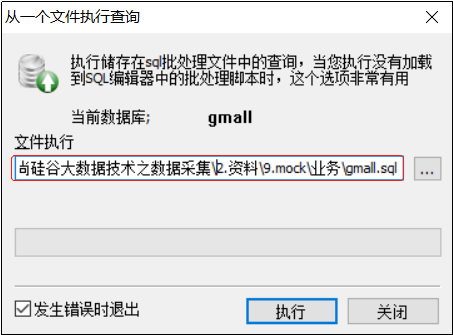 从一个文件执行查询
执行储存在sql批处理文件中的查询，当您执行没有加载
到SQL编辑器中的批处理脚本时，这个选项非常有用
当前数据库; gmall
文件执行
尚硅谷大数据技术之数据采集\2.资料\9.mock\业务\gmall.sql
...
发生错误时退出
执行
关闭